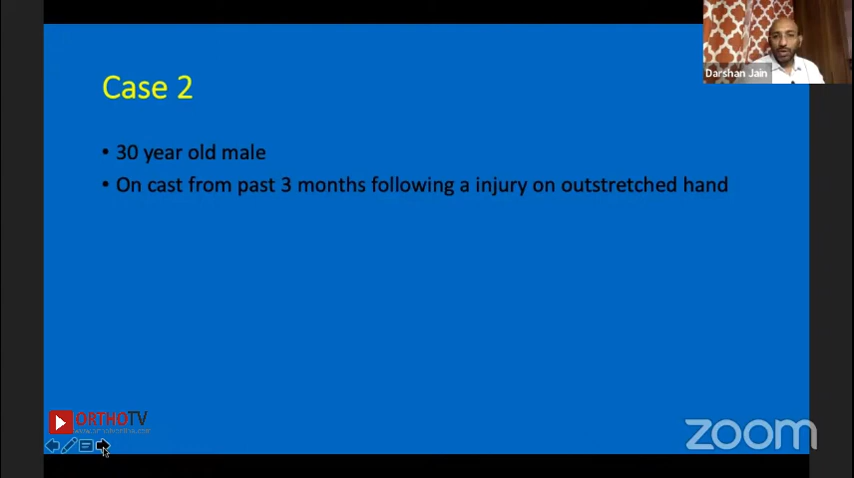 Darshan Jain
Case 2
• 30 year old male
• On cast from past 3 months following a injury on outstretched hand
ORTHOTV
zoom